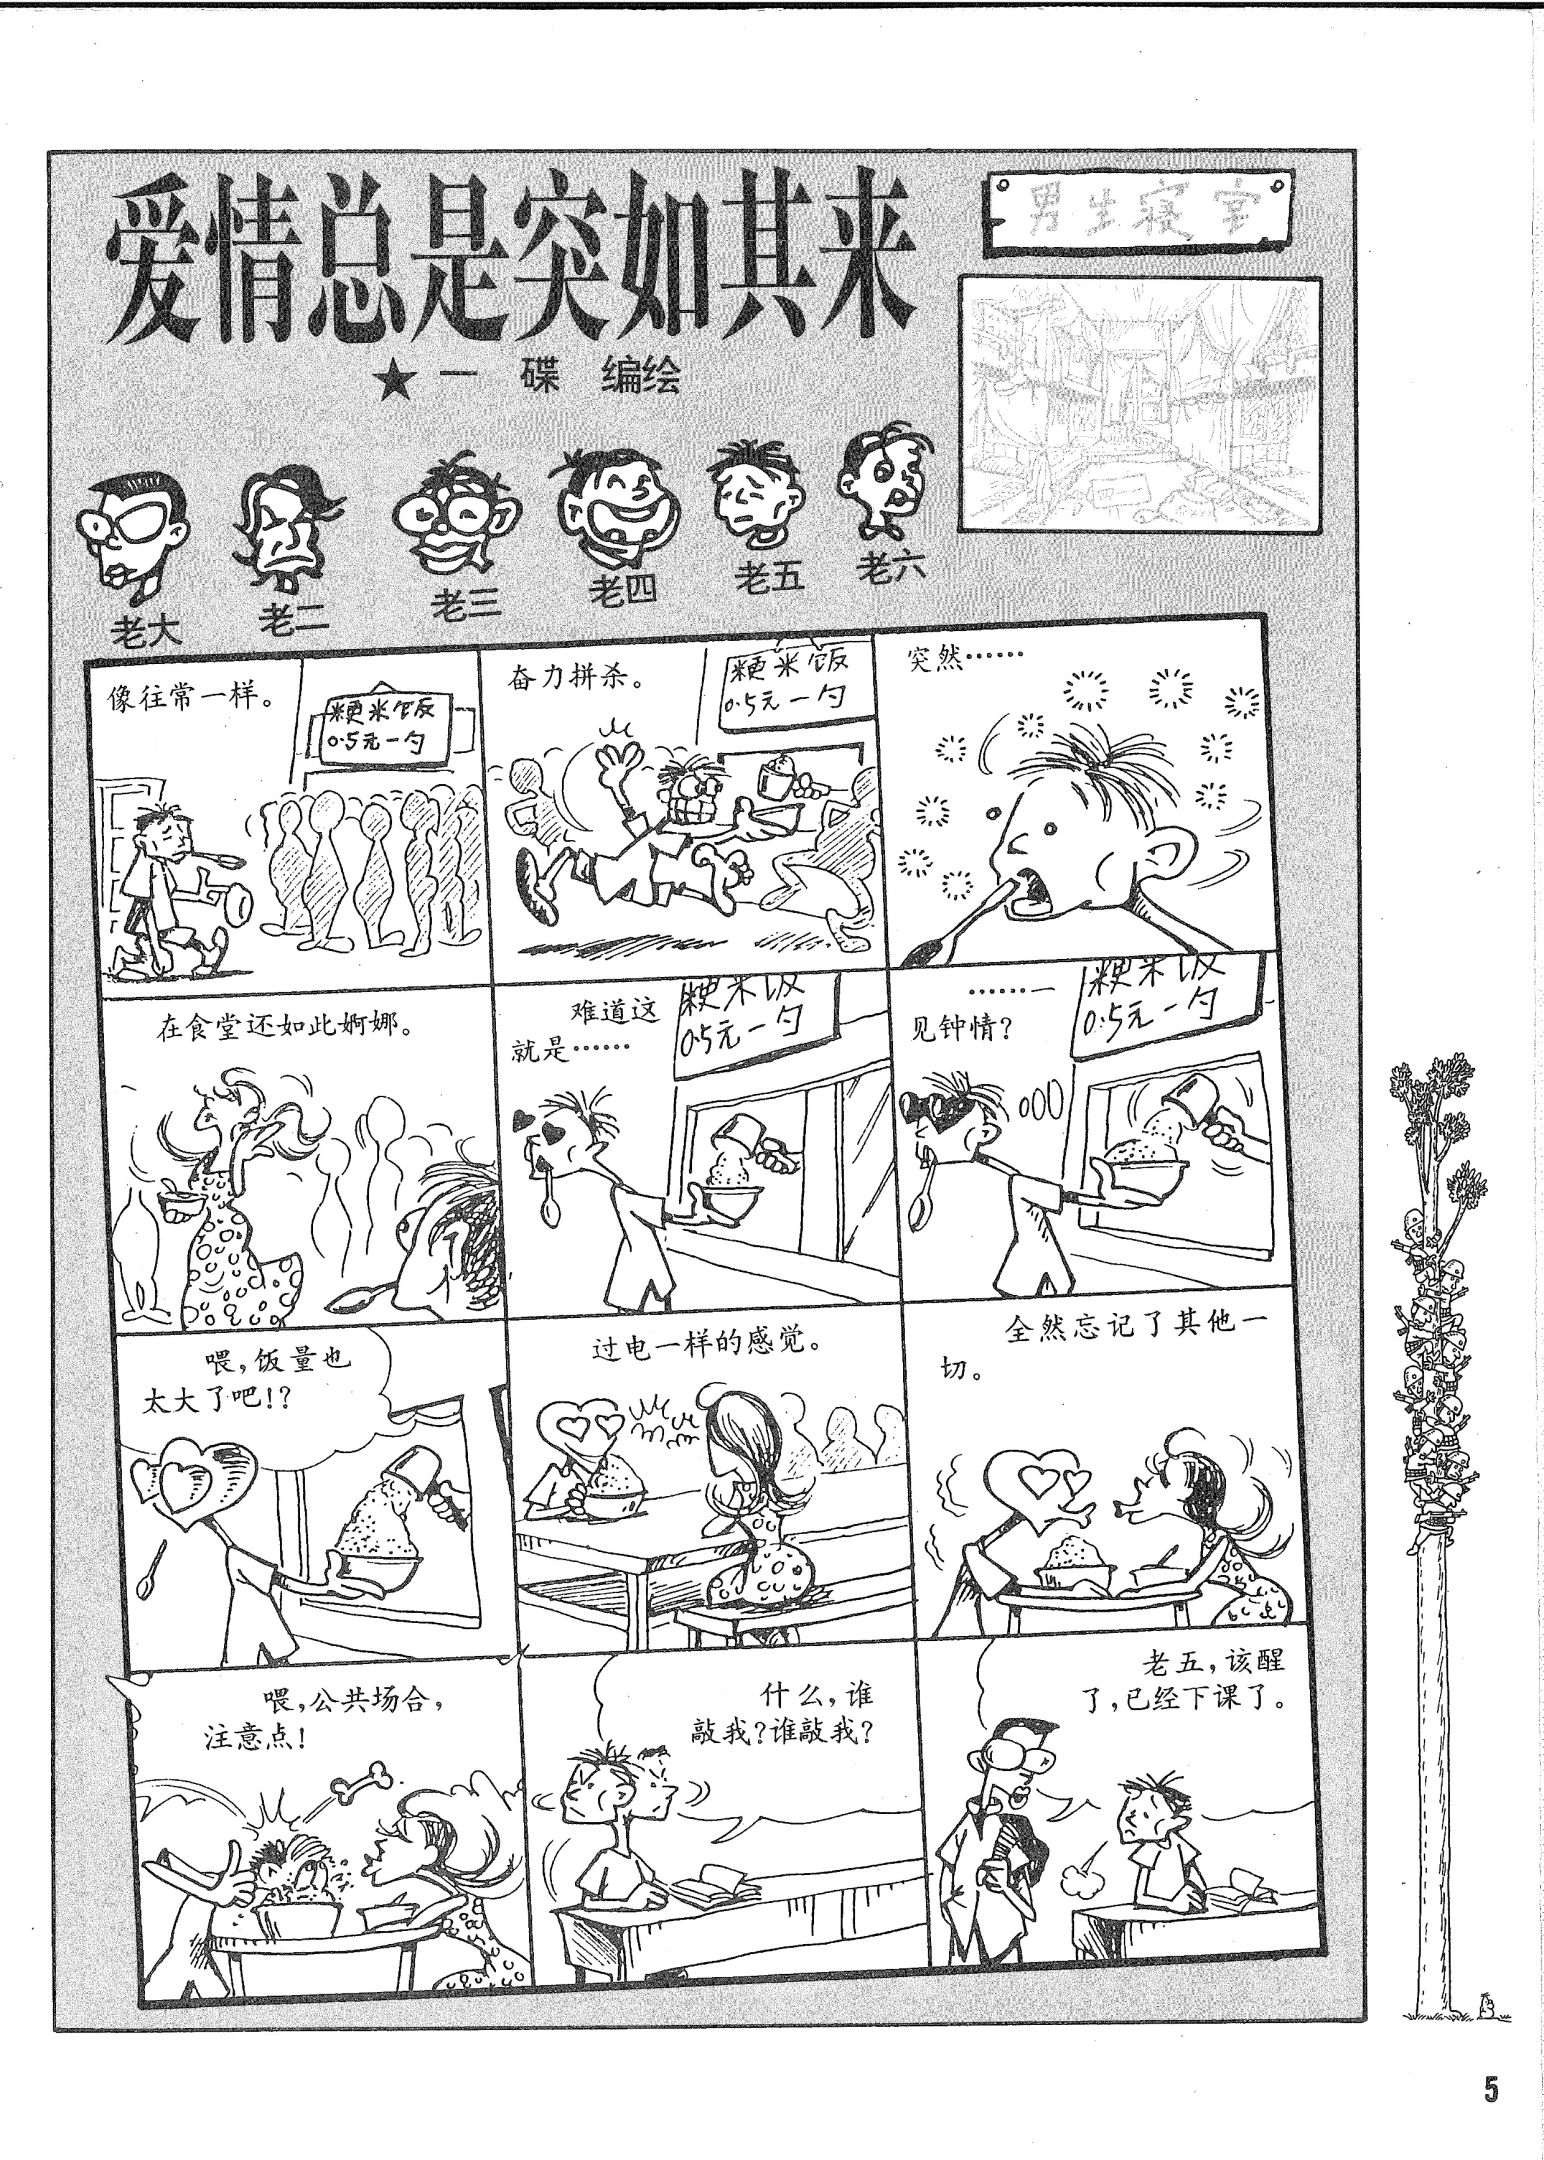 爱情总是突如其来
男生寝室
★一 碟 编绘
老大
老二
老三
老四
老五
老六
像往常一样。
粳米饭
0.5元一勺
奋力拼杀。
粳米饭
0.5元一勺
突然……
在食堂还如此婀娜。
难道这
就是……
粳米饭
0.5元一勺
……一
见钟情?
粳米饭
0.5元一勺
喂,饭量也
太大了吧!?
过电一样的感觉。
全然忘记了其他一
切。
喂,公共场合,
注意点!
什么,谁
敲我?谁敲我?
老五,该醒
了,已经下课了。
5